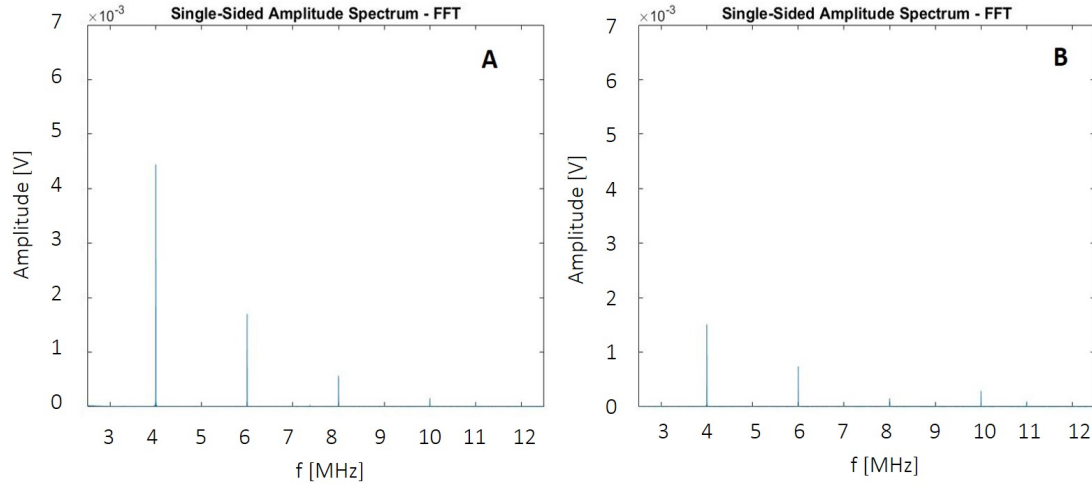 Single-Sided Amplitude Spectrum - FFT
×10⁻³
A
7
6
5
4
3
2
1
0
Amplitude [V]
3 4 5 6 7 8 9 10 11 12
f [MHz]
Single-Sided Amplitude Spectrum - FFT
×10⁻³
B
7
6
5
4
3
2
1
0
Amplitude [V]
3 4 5 6 7 8 9 10 11 12
f [MHz]